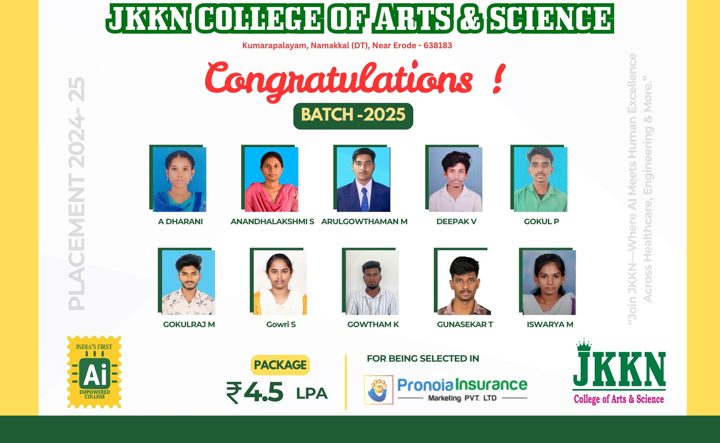 JKKN COLLEGE OF ARTS & SCIENCE
Kumarapalayam, Namakkal (DT), Near Erode - 638183
Congratulations !
BATCH -2025
PLACEMENT 2024- 25
"Join JKKN—Where AI Meets Human Excellence
Across Healthcare, Engineering & More."
A DHARANI
ANANDHALAKSHMI S
ARULGOWTHAMAN M
DEEPAK V
GOKUL P
GOKULRAJ M
Gowri S
GOWTHAM K
GUNASEKAR T
ISWARYA M
INDIA'S FIRST
Ai
EMPOWERED
COLLEGE
PACKAGE
₹4.5 LPA
FOR BEING SELECTED IN
Pronoia Insurance
Marketing PVT. LTD
JKKN
College of Arts & Science